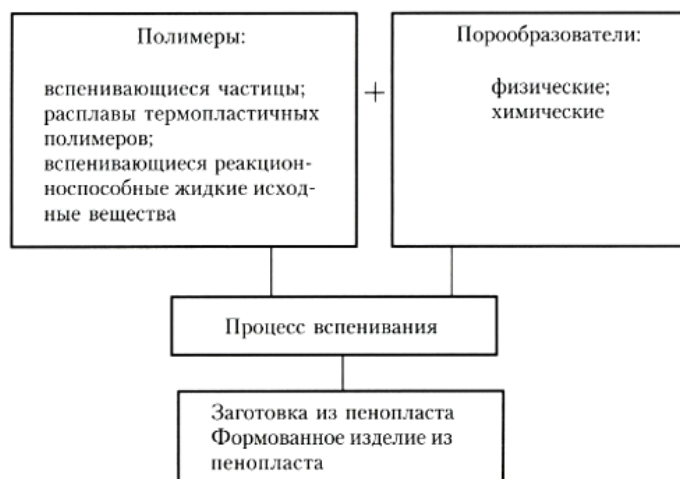 Полимеры:
вспенивающиеся частицы;
расплавы термопластичных
полимеров;
вспенивающиеся реакцион-
носпособные жидкие исход-
ные вещества
+
Порообразователи:
физические;
химические
Процесс вспенивания
Заготовка из пенопласта
Формованное изделие из
пенопласта